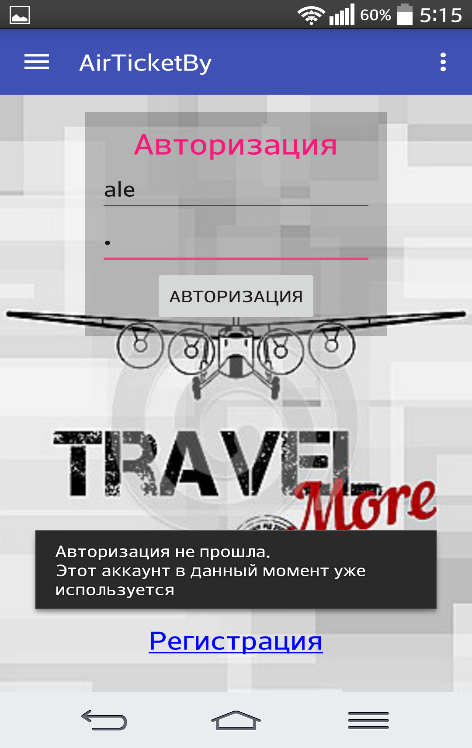 60% 5:15
AirTicketBy
Авторизация
ale
АВТОРИЗАЦИЯ
TRAVEL
More
Авторизация не прошла.
Этот аккаунт в данный момент уже
используется
Регистрация